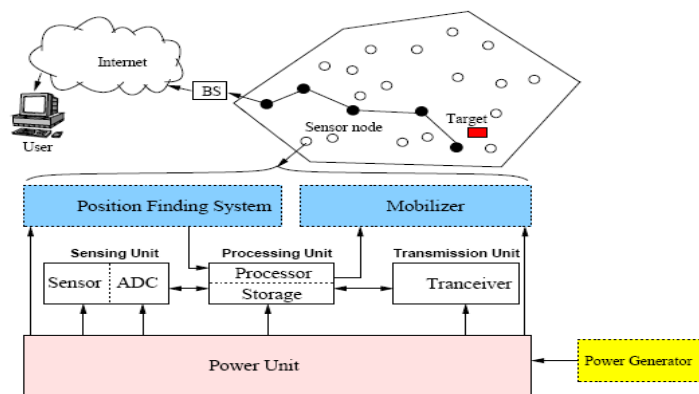 Internet
BS
Sensor node
Target
User
Position Finding System
Mobilizer
Sensing Unit
Processing Unit
Transmission Unit
Sensor
ADC
Processor
Storage
Tranceiver
Power Unit
Power Generator